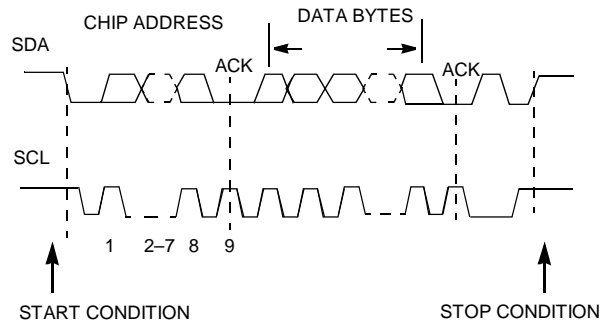 CHIP ADDRESS
DATA BYTES
SDA
ACK
ACK
SCL
1
2–7
8
9
START CONDITION
STOP CONDITION